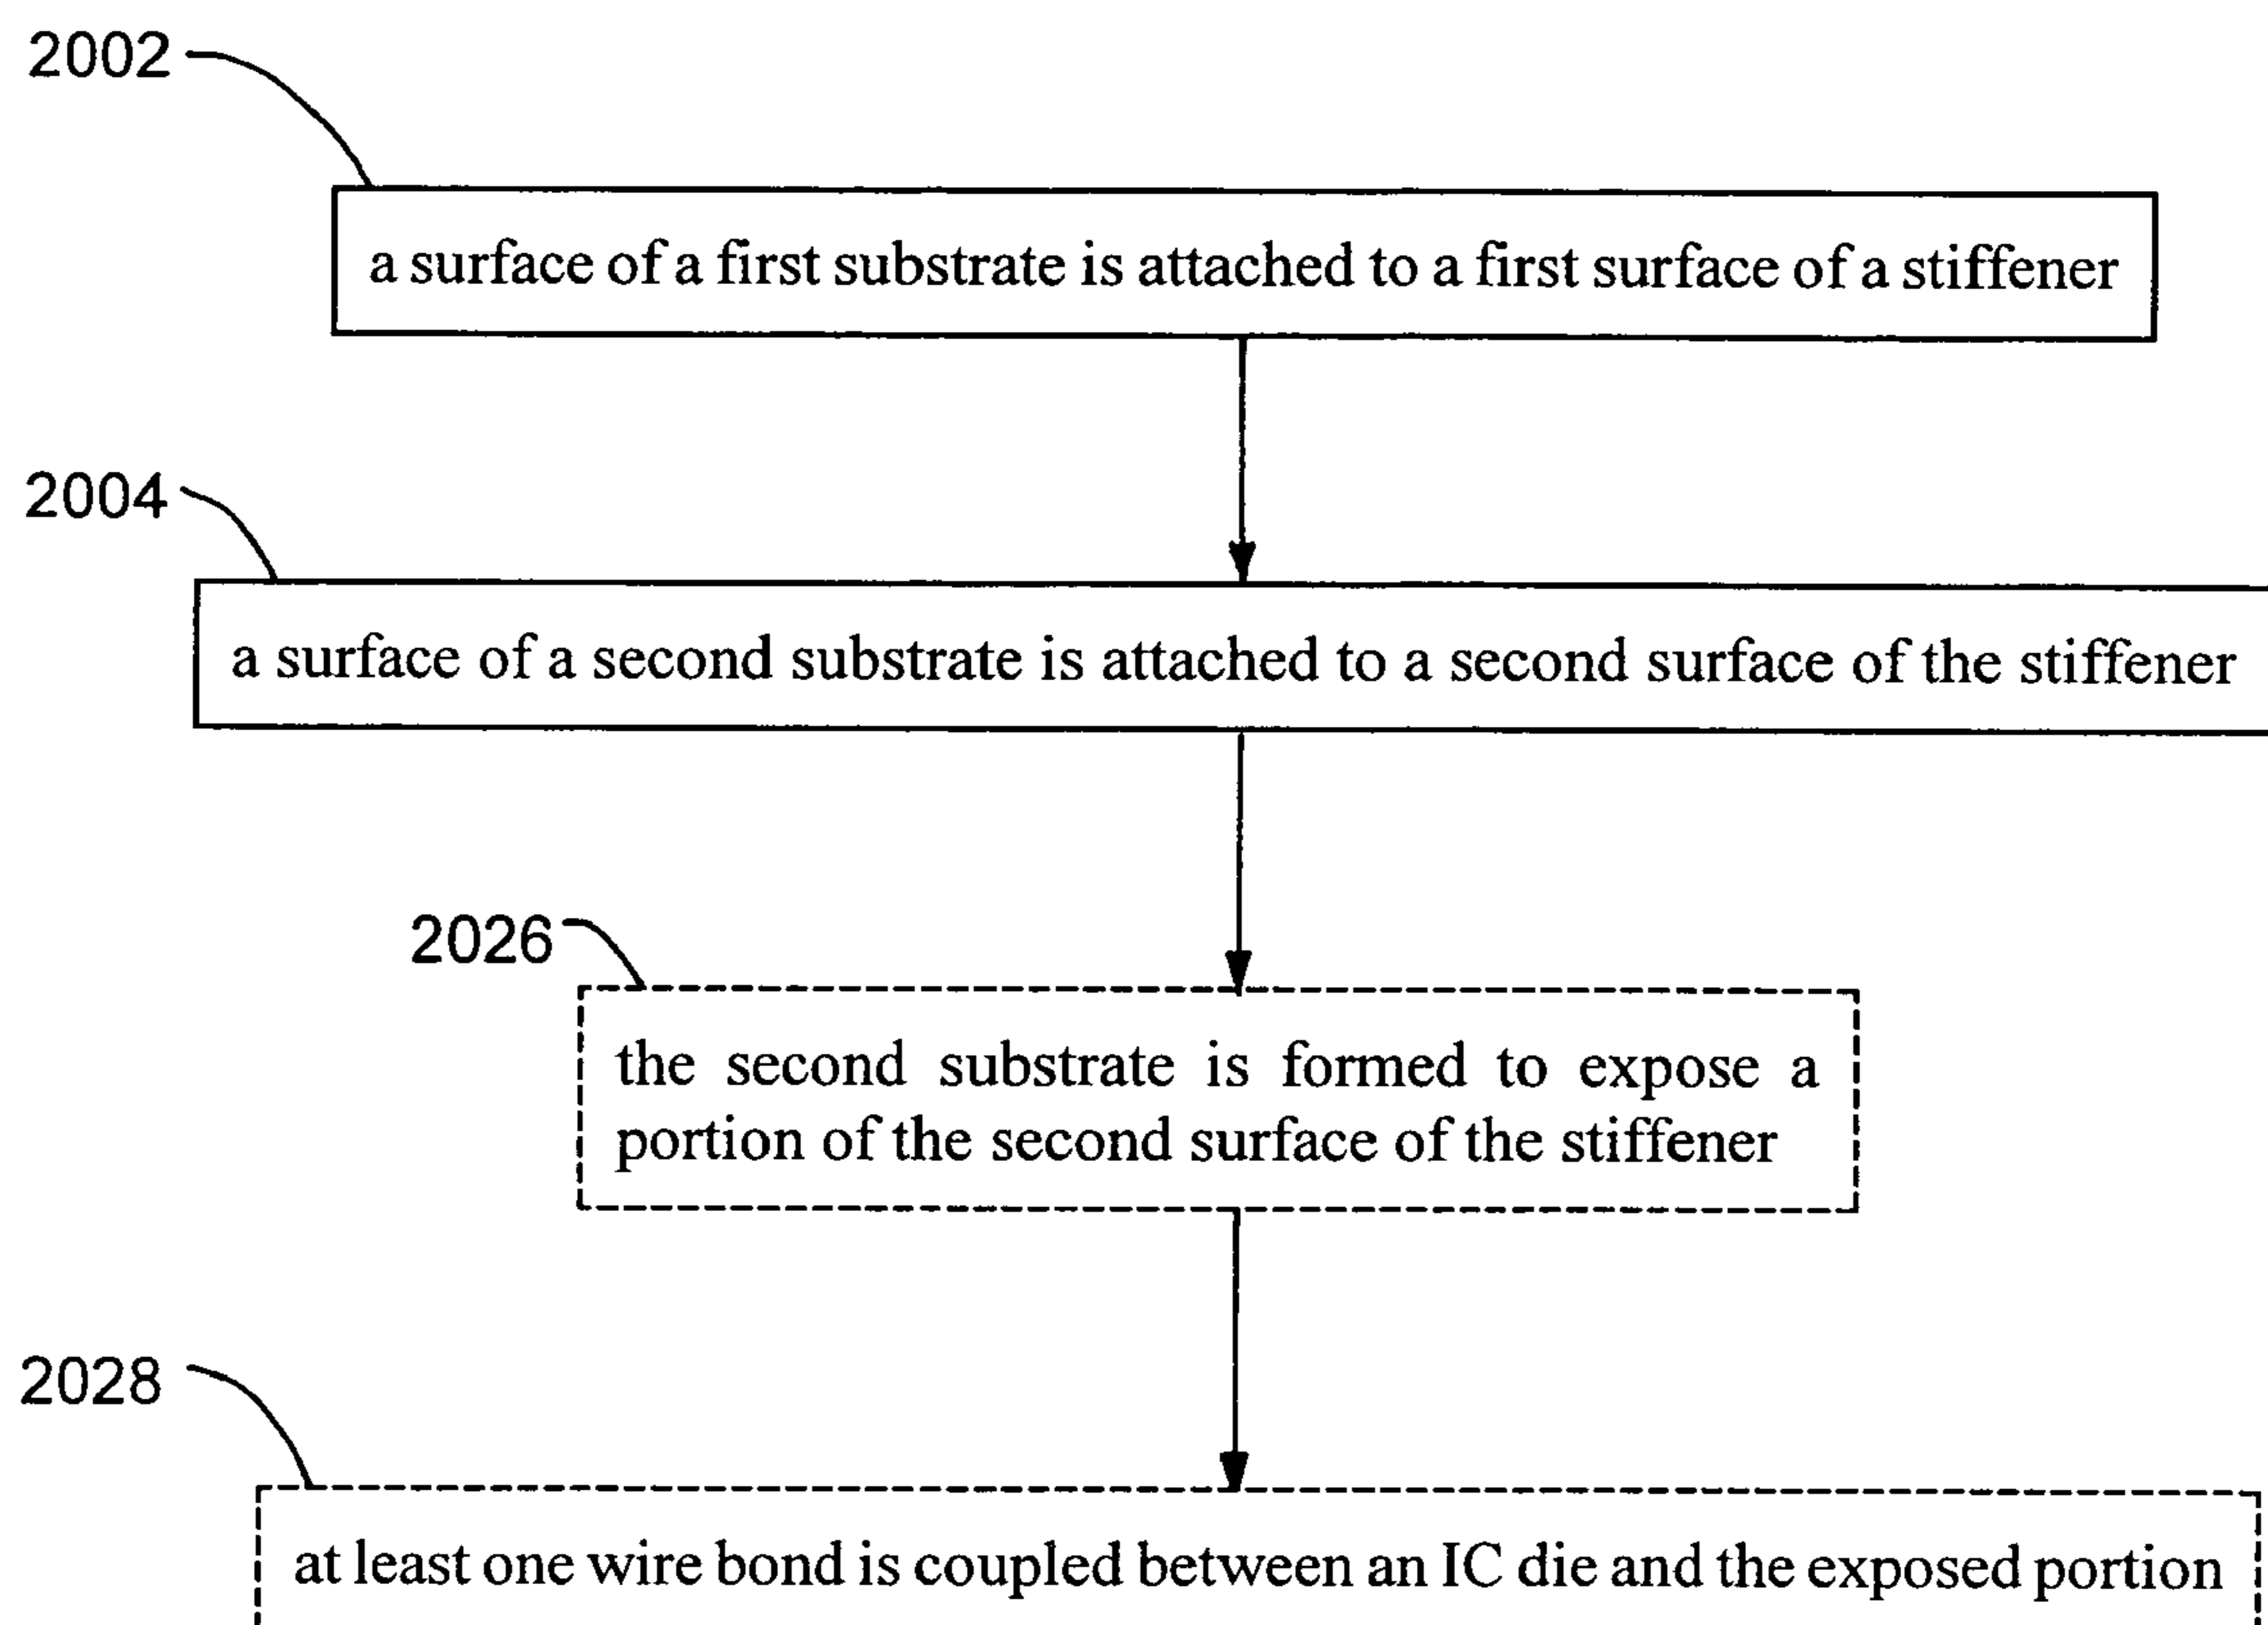 2002
a surface of a first substrate is attached to a first surface of a stiffener
2004
a surface of a second substrate is attached to a second surface of the stiffener
2026
the second substrate is formed to expose a
portion of the second surface of the stiffener
2028
at least one wire bond is coupled between an IC die and the exposed portion